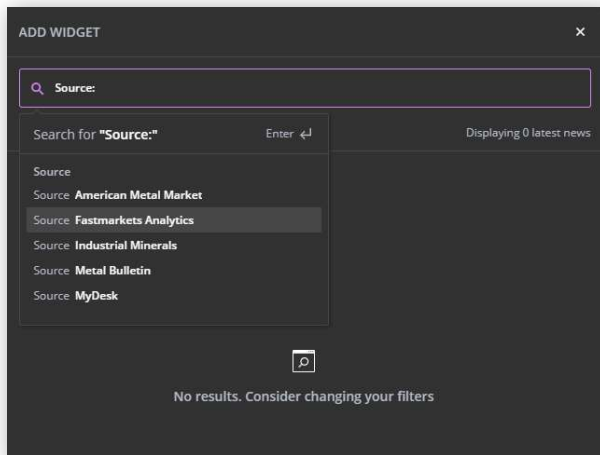 ADD WIDGET
Source:
Search for "Source:" Enter
Displaying 0 latest news
Source
Source American Metal Market
Source Fastmarkets Analytics
Source Industrial Minerals
Source Metal Bulletin
Source MyDesk
No results. Consider changing your filters